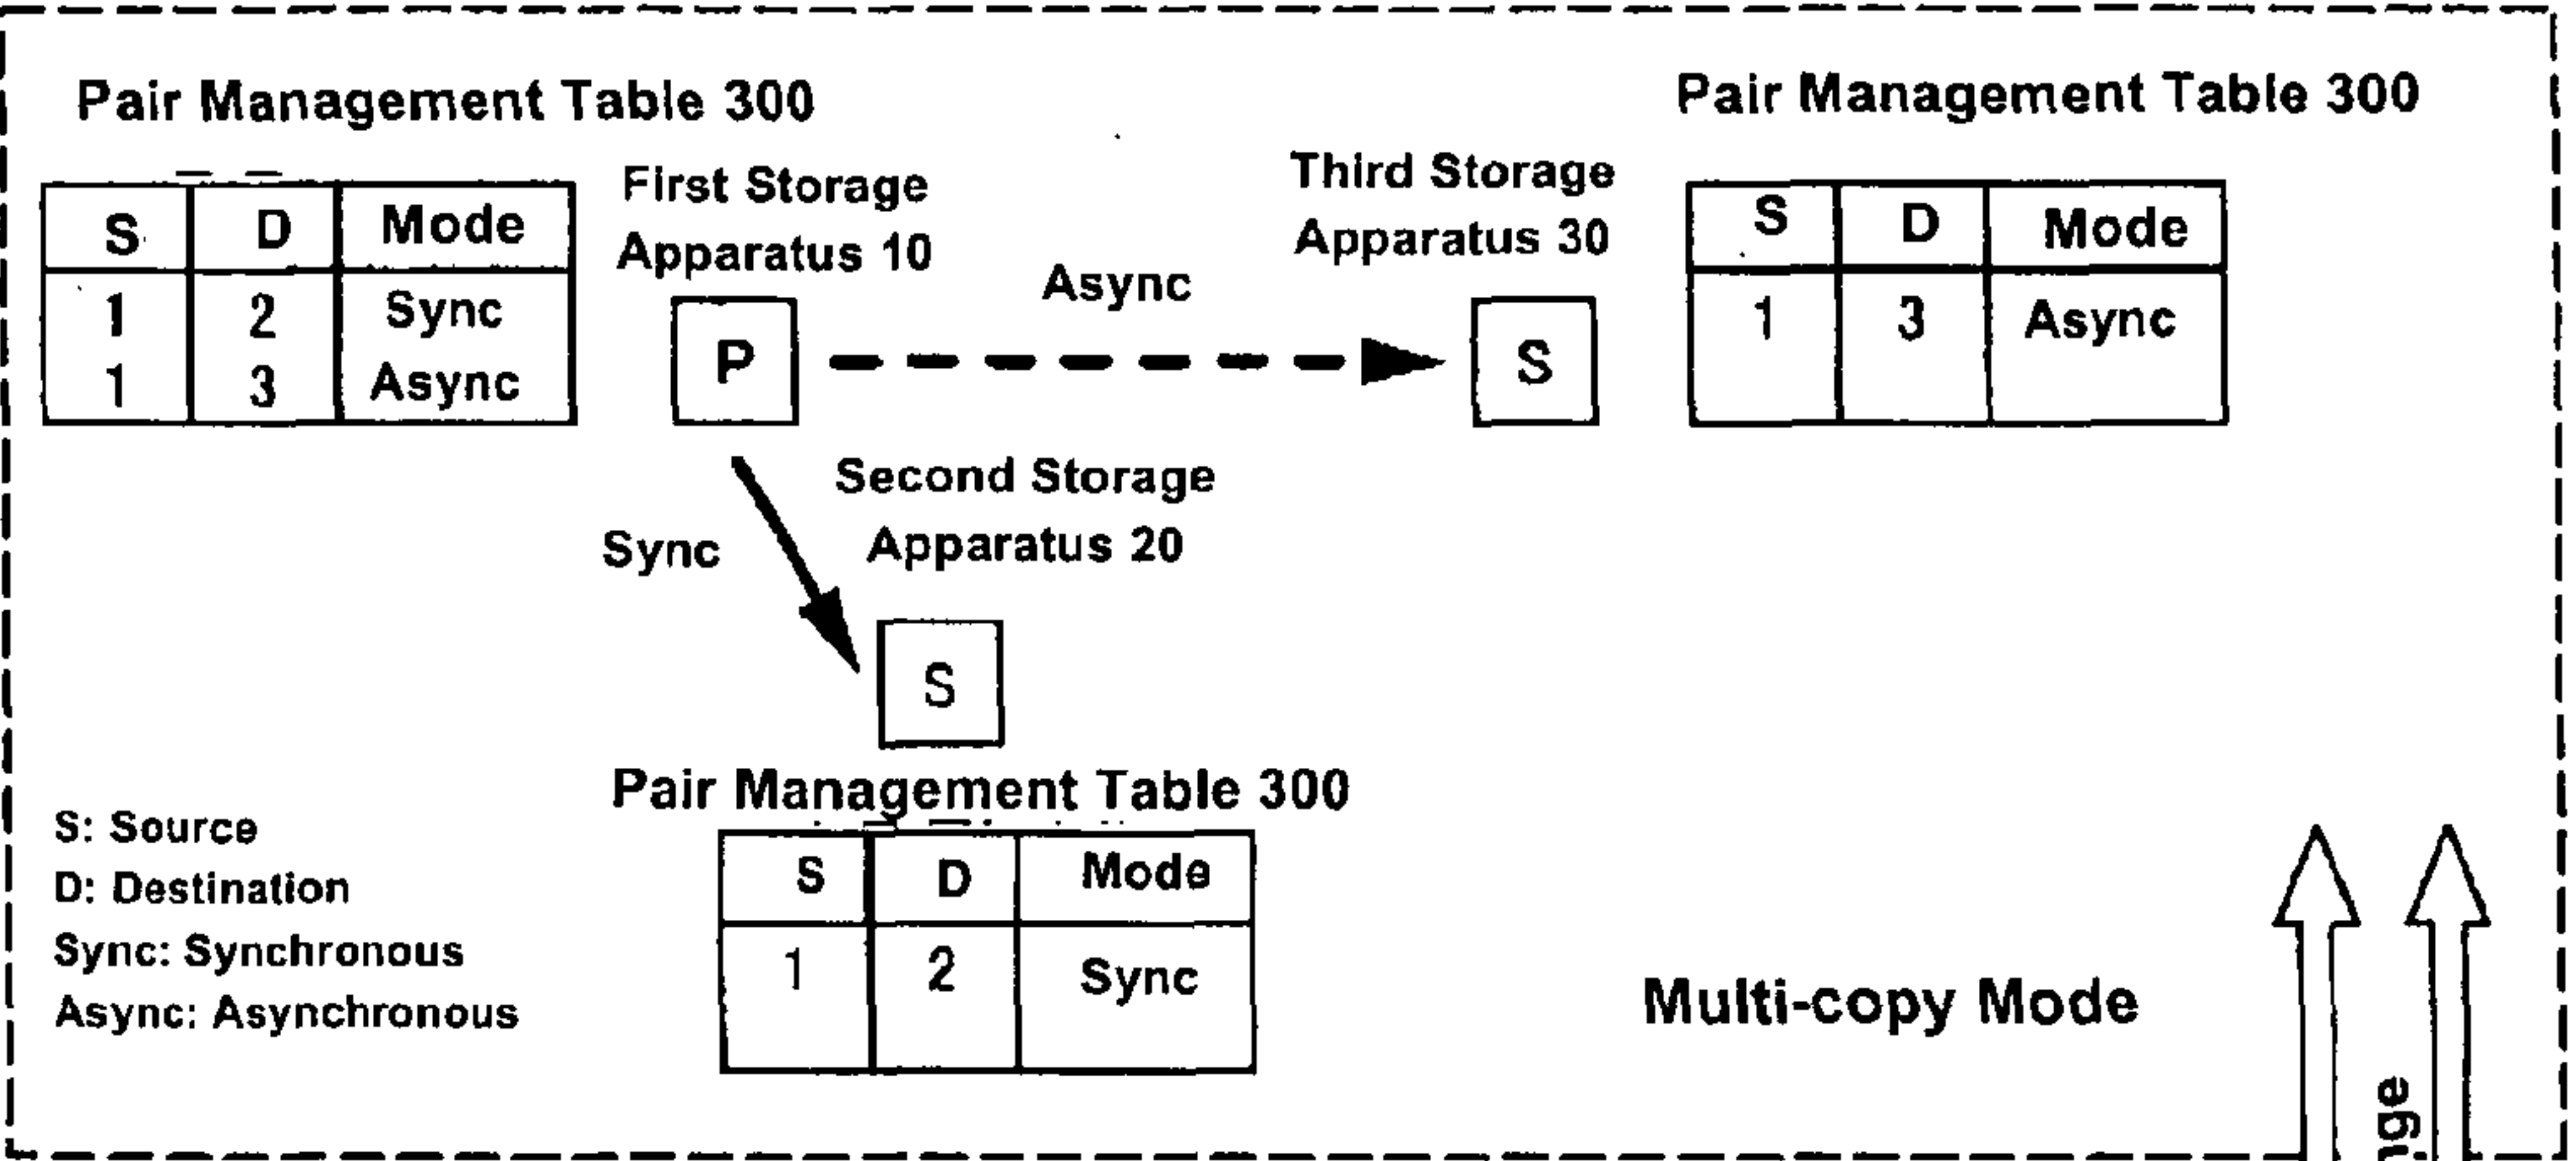 Pair Management Table 300
Pair Management Table 300
First Storage
Apparatus 10
Third Storage
Apparatus 30
S D Mode
1 2 Sync
1 3 Async
P
Async
S
S D Mode
1 3 Async
Sync
Second Storage
Apparatus 20
S
Pair Management Table 300
S D Mode
1 2 Sync
S: Source
D: Destination
Sync: Synchronous
Async: Asynchronous
Multi-copy Mode